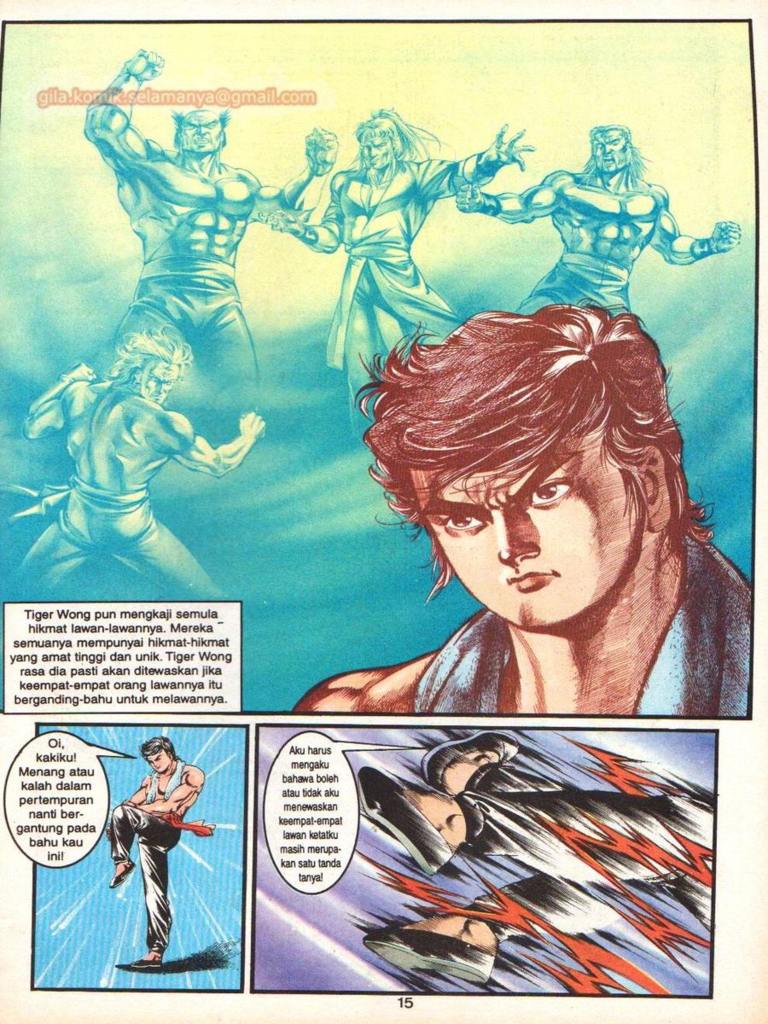 gila.komik.selamanya@gmail.com
Tiger Wong pun mengkaji semula
hikmat lawan-lawannya. Mereka
semuanya mempunyai hikmat-hikmat
yang amat tinggi dan unik. Tiger Wong
rasa dia pasti akan ditewaskan jika
keempat-empat orang lawannya itu
berganding-bahu untuk melawannya.
Oi,
kakiku!
Menang atau
kalah dalam
pertempuran
nanti ber-
gantung pada
bahu kau
ini!
Aku harus
mengaku
bahawa boleh
atau tidak aku
menewaskan
keempat-empat
lawan ketatku
masih merupa-
kan satu tanda
tanya!
15